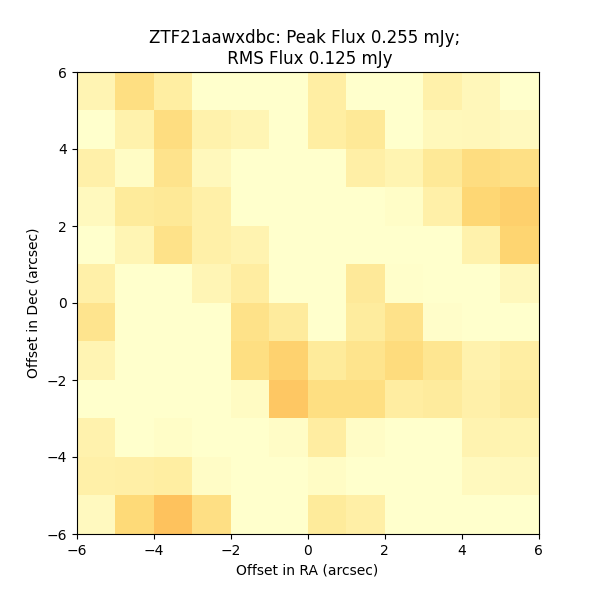 ZTF21aawxdbc: Peak Flux 0.255 mJy;
RMS Flux 0.125 mJy
6
4
2
0
−2
−4
−6
Offset in Dec (arcsec)
−6 −4 −2 0 2 4 6
Offset in RA (arcsec)